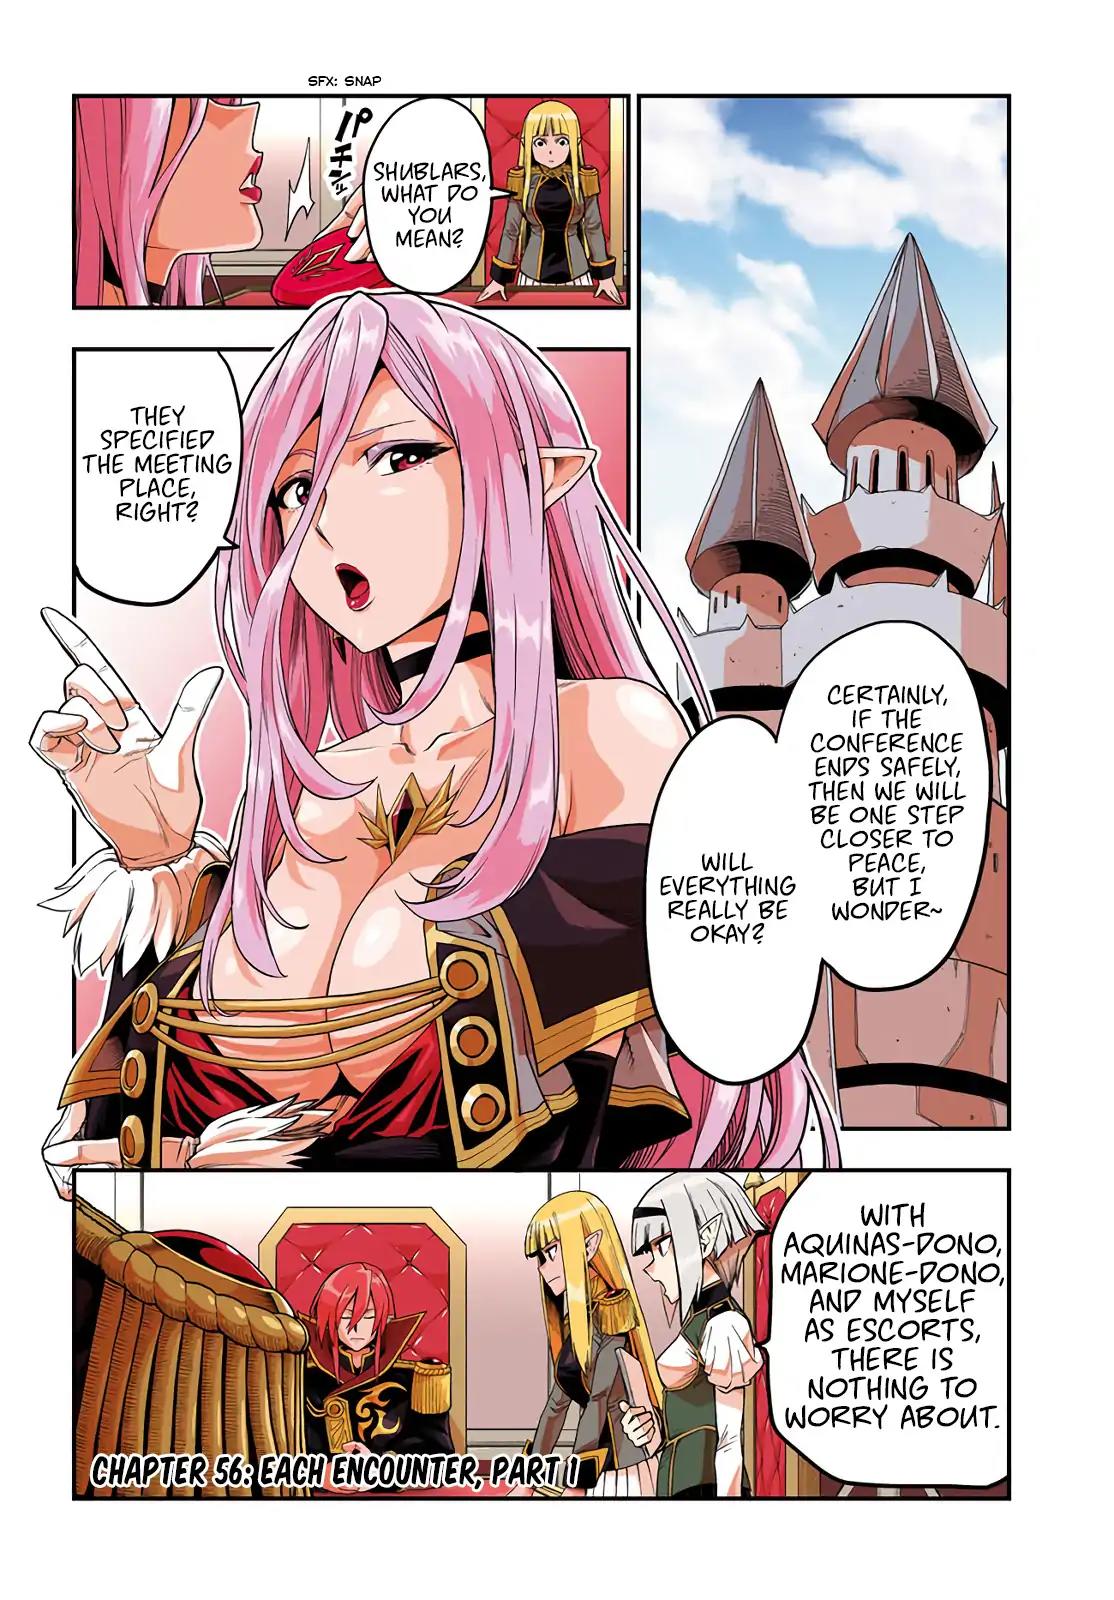 CERTAINLY,
IF THE
CONFERENCE
ENDS SAFELY,
THEN WE WILL
BE ONE STEP
CLOSER TO
PEACE,
BUT I
WONDER~
WILL
EVERYTHING
REALLY BE
OKAY?
SFX: SNAP
パチンッ
SHUBLARS,
WHAT DO
YOU
MEAN?
THEY
SPECIFIED
THE MEETING
PLACE,
RIGHT?
WITH
AQUINAS-DONO,
MARIONE-DONO,
AND MYSELF
AS ESCORTS,
THERE IS
NOTHING TO
WORRY ABOUT.
CHAPTER 56: EACH ENCOUNTER, PART 1